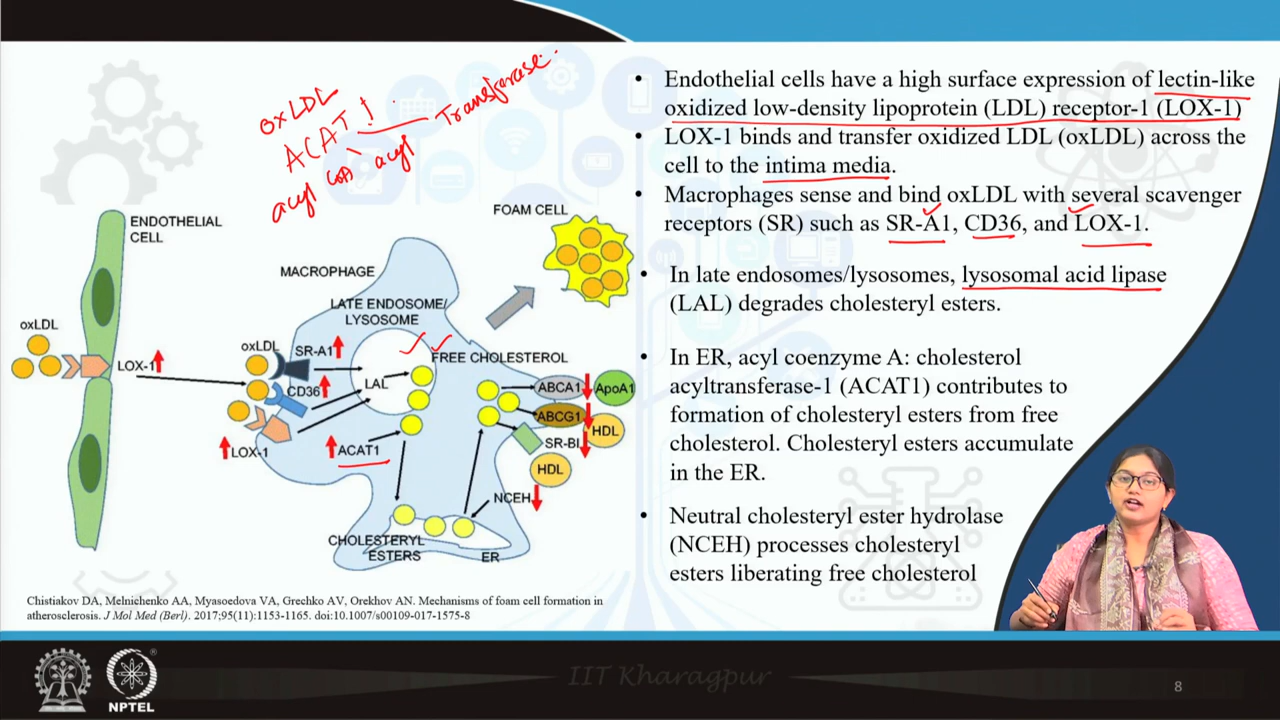 oxLDL
ACAT
Transferase
acyl CoA acyl
ENDOTHELIAL
CELL
oxLDL
LOX-1
MACROPHAGE
LATE ENDOSOME/
LYSOSOME
FOAM CELL
oxLDL
SR-A1
CD36
LOX-1
LAL
FREE CHOLESTEROL
ACAT1
ABCA1
ApoA1
ABCG1
HDL
SR-BI
HDL
NCEH
CHOLESTERYL
ESTERS
ER
• Endothelial cells have a high surface expression of lectin-like
oxidized low-density lipoprotein (LDL) receptor-1 (LOX-1)
• LOX-1 binds and transfer oxidized LDL (oxLDL) across the
cell to the intima media.
• Macrophages sense and bind oxLDL with several scavenger
receptors (SR) such as SR-A1, CD36, and LOX-1.
• In late endosomes/lysosomes, lysosomal acid lipase
(LAL) degrades cholesteryl esters.
• In ER, acyl coenzyme A: cholesterol
acyltransferase-1 (ACAT1) contributes to
formation of cholesteryl esters from free
cholesterol. Cholesteryl esters accumulate
in the ER.
• Neutral cholesteryl ester hydrolase
(NCEH) processes cholesteryl
esters liberating free cholesterol
Chistiakov DA, Melnichenko AA, Myasoedova VA, Grechko AV, Orekhov AN. Mechanisms of foam cell formation in
atherosclerosis. J Mol Med (Berl). 2017;95(11):1153-1165. doi:10.1007/s00109-017-1575-8
NPTEL
IIT Kharagpur
8